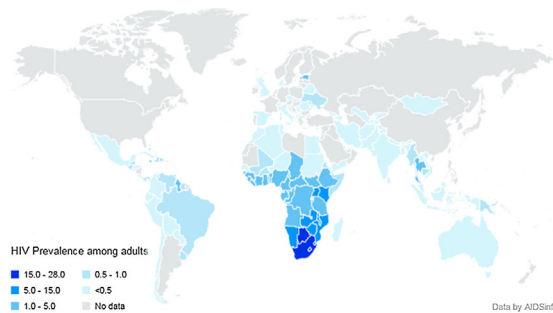 HIV Prevalence among adults
15.0 - 28.0
0.5 - 1.0
5.0 - 15.0
<0.5
1.0 - 5.0
No data
Data by AIDSinf